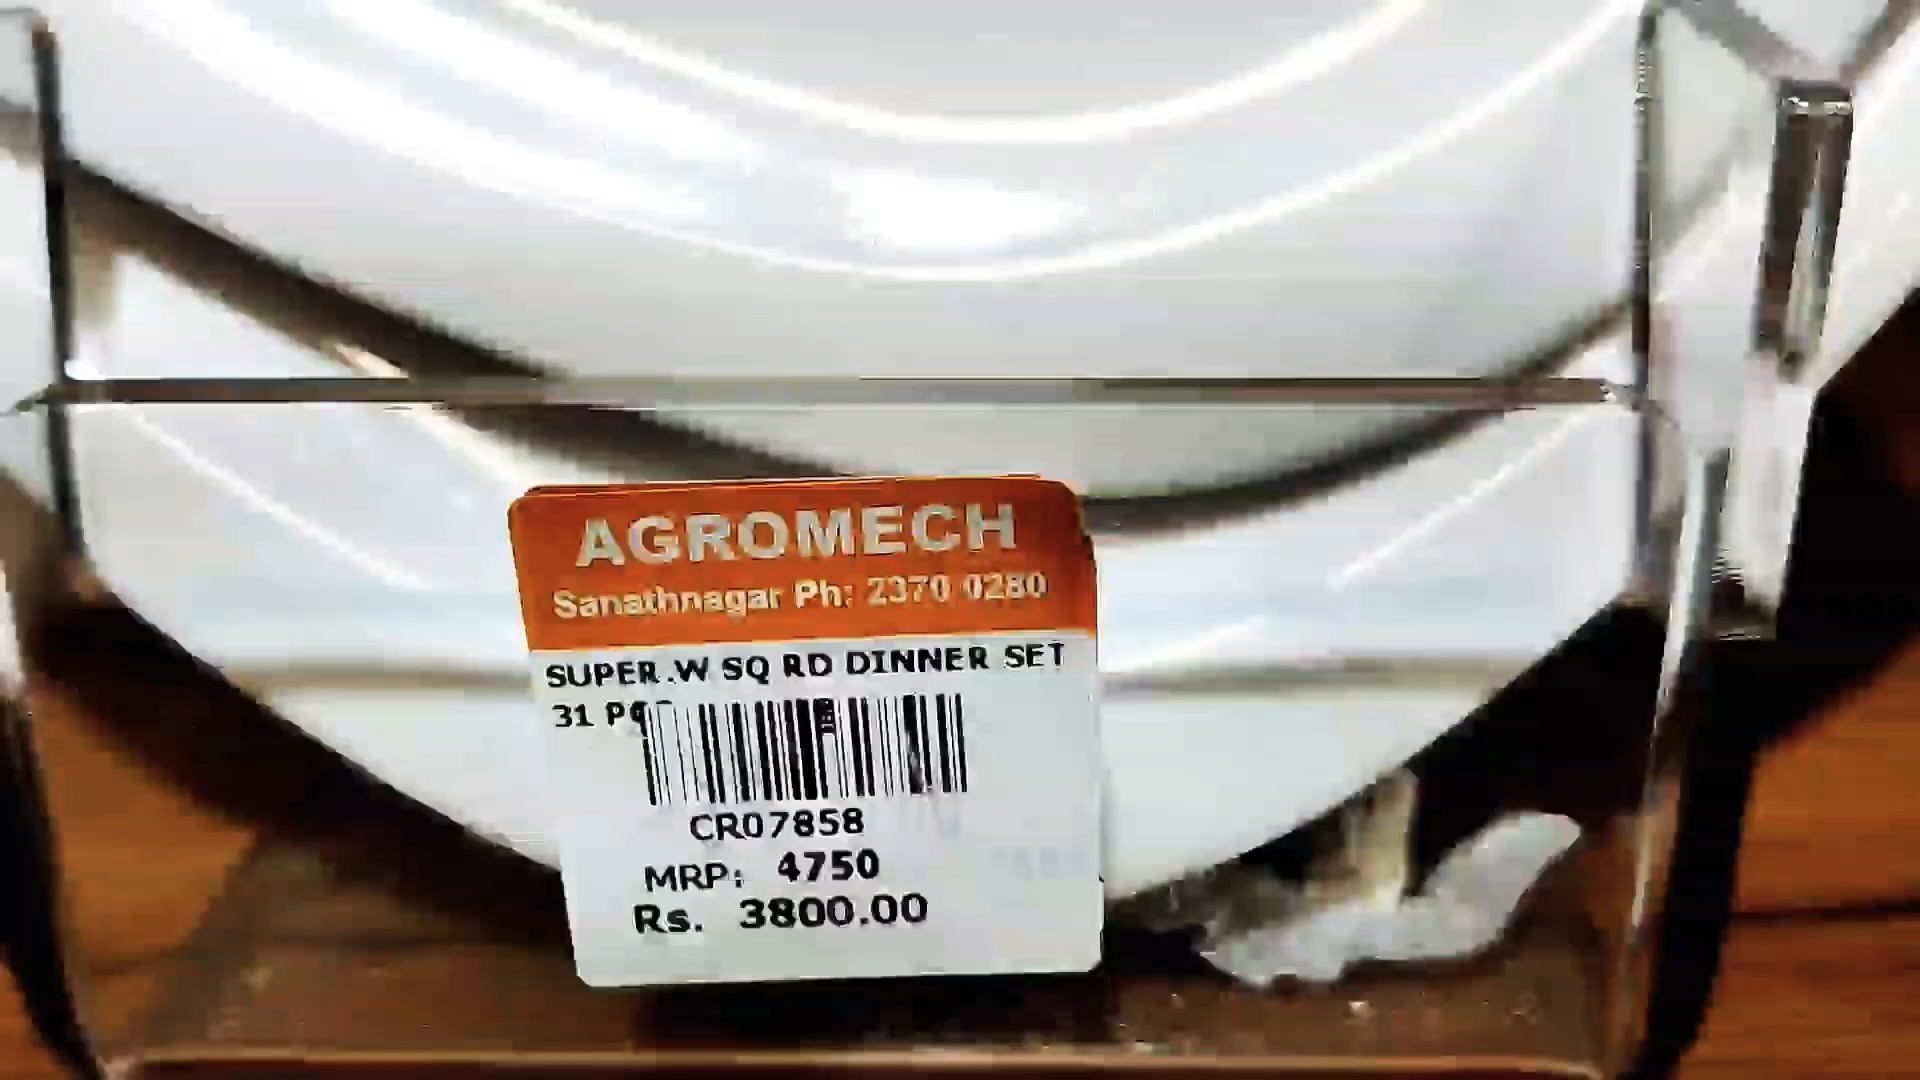 AGROMECH
Sanathnagar Ph: 2370 0280
SUPER.W SQ RD DINNER SET
31
CR07858
MRP: 4750
Rs. 3800.00